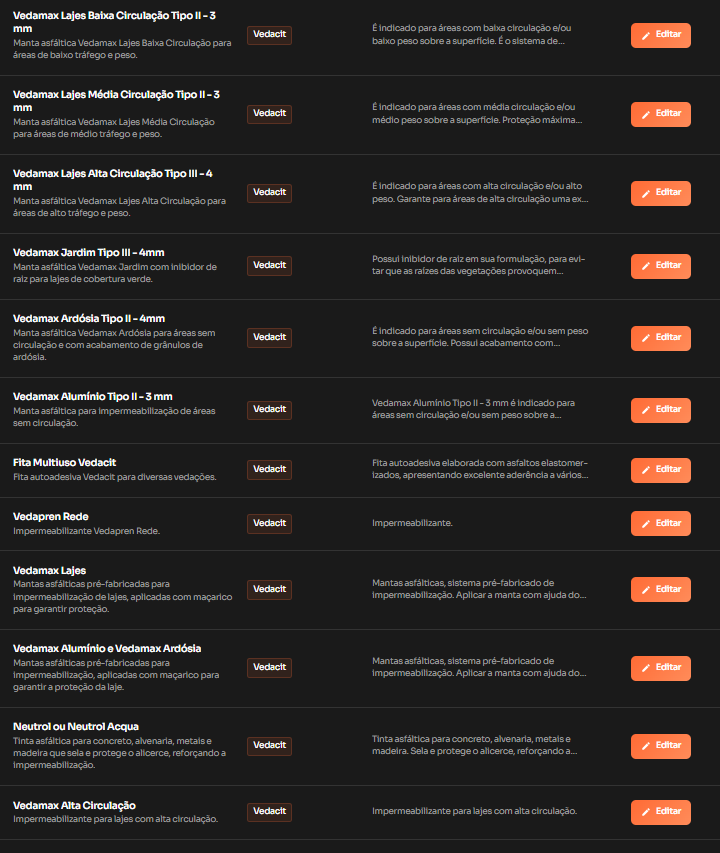 Vedamax Lajes Baixa Circulação Tipo II - 3
mm
Manta asfáltica Vedamax Lajes Baixa Circulação para
áreas de baixo tráfego e peso.
Vedacit
É indicado para áreas com baixa circulação e/ou
baixo peso sobre a superfície. É o sistema de...
Editar
Vedamax Lajes Média Circulação Tipo II - 3
mm
Manta asfáltica Vedamax Lajes Média Circulação
para áreas de médio tráfego e peso.
Vedacit
É indicado para áreas com média circulação e/ou
médio peso sobre a superfície. Proteção máxima...
Editar
Vedamax Lajes Alta Circulação Tipo III - 4
mm
Manta asfáltica Vedamax Lajes Alta Circulação para
áreas de alto tráfego e peso.
Vedacit
É indicado para áreas com alta circulação e/ou alto
peso. Garante para áreas de alta circulação uma ex...
Editar
Vedamax Jardim Tipo III - 4mm
Manta asfáltica Vedamax Jardim com inibidor de
raiz para lajes de cobertura verde.
Vedacit
Possui inibidor de raiz em sua formulação, para evi-
tar que as raízes das vegetações provoquem...
Editar
Vedamax Ardósia Tipo II - 4mm
Manta asfáltica Vedamax Ardósia para áreas sem
circulação e com acabamento de grânulos de
ardósia.
Vedacit
É indicado para áreas sem circulação e/ou sem peso
sobre a superfície. Possui acabamento com...
Editar
Vedamax Alumínio Tipo II - 3 mm
Manta asfáltica para impermeabilização de áreas
sem circulação.
Vedacit
Vedamax Alumínio Tipo II - 3 mm é indicado para
áreas sem circulação e/ou sem peso sobre a...
Editar
Fita Multiuso Vedacit
Fita autoadesiva Vedacit para diversas vedações.
Vedacit
Fita autoadesiva elaborada com asfaltos elastomer-
izados, apresentando excelente aderência a vários...
Editar
Vedapren Rede
Impermeabilizante Vedapren Rede.
Vedacit
Impermeabilizante.
Editar
Vedamax Lajes
Mantas asfálticas pré-fabricadas para
impermeabilização de lajes, aplicadas com maçarico
para garantir proteção.
Vedacit
Mantas asfálticas, sistema pré-fabricado de
impermeabilização. Aplicar a manta com ajuda do...
Editar
Vedamax Alumínio e Vedamax Ardósia
Mantas asfálticas pré-fabricadas para
impermeabilização, aplicadas com maçarico para
garantir a proteção da laje.
Vedacit
Mantas asfálticas, sistema pré-fabricado de
impermeabilização. Aplicar a manta com ajuda do...
Editar
Neutrol ou Neutrol Acqua
Tinta asfáltica para concreto, alvenaria, metais e
madeira que sela e protege o alicerce, reforçando a
impermeabilização.
Vedacit
Tinta asfáltica para concreto, alvenaria, metais e
madeira. Sela e protege o alicerce, reforçando a...
Editar
Vedamax Alta Circulação
Impermeabilizante para lajes com alta circulação.
Vedacit
Impermeabilizante para lajes com alta circulação.
Editar